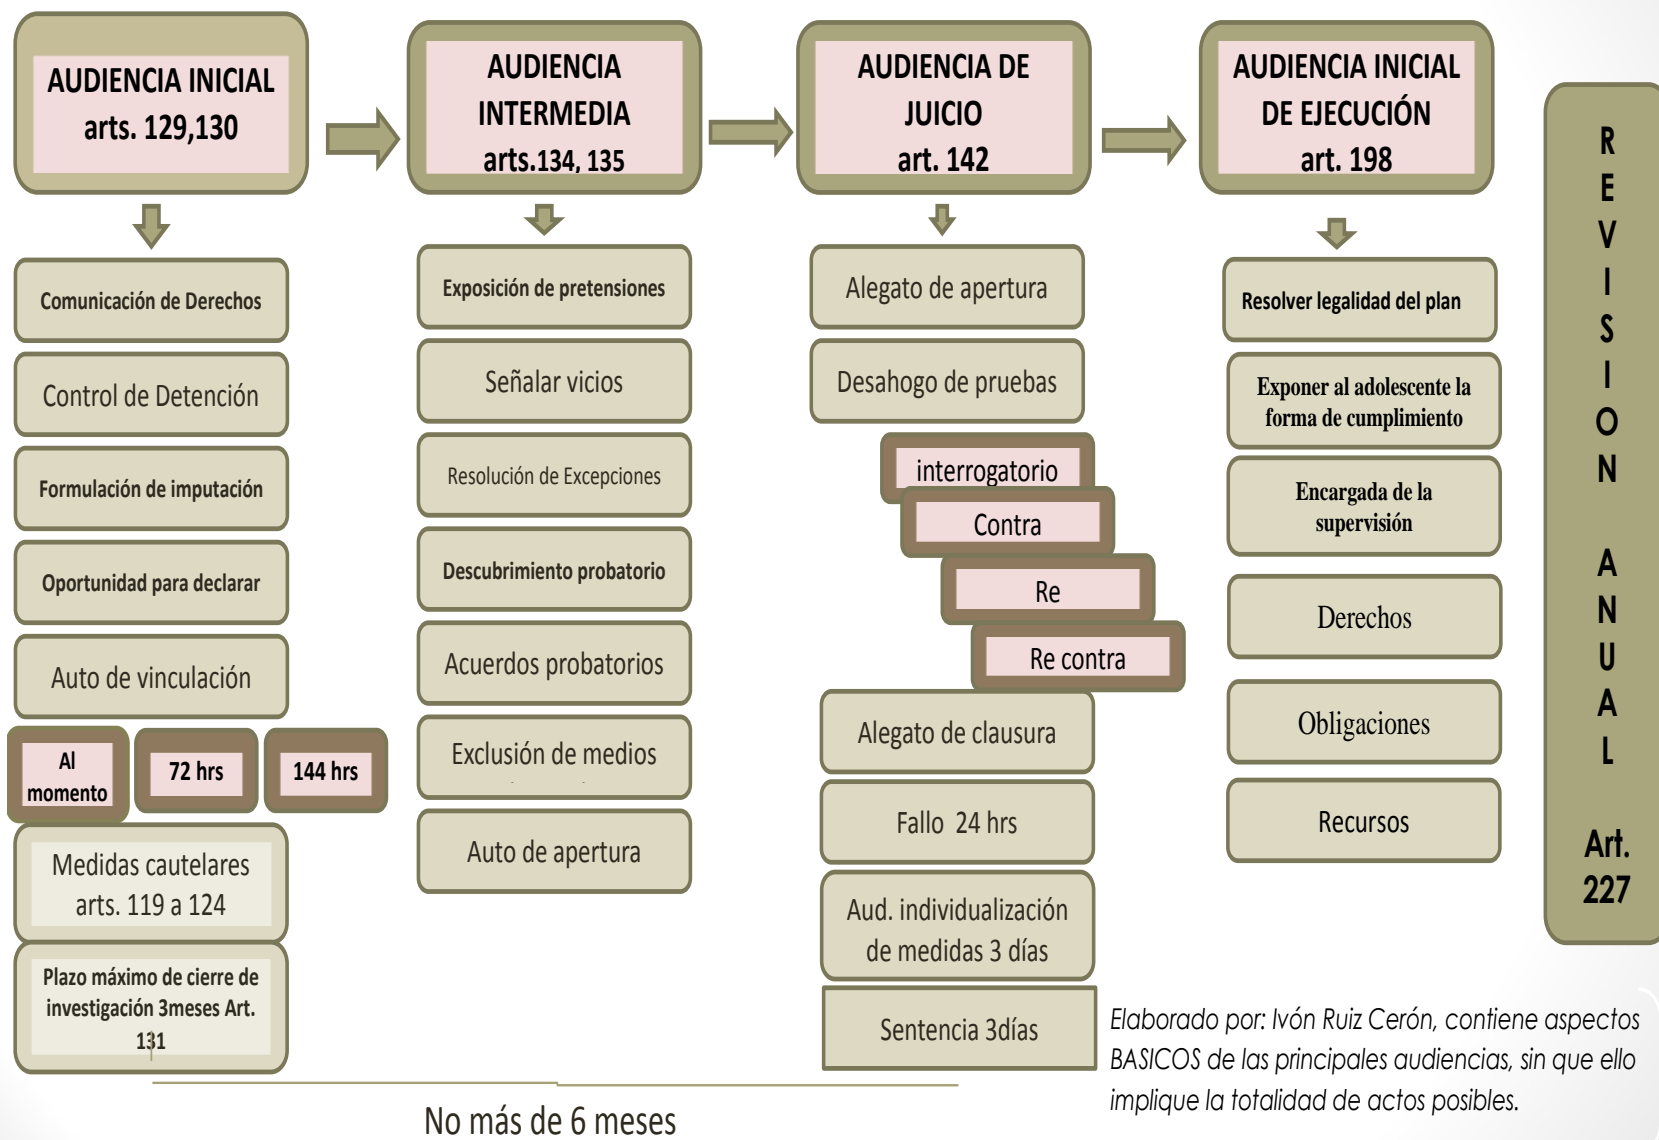 AUDIENCIA INICIAL
arts. 129,130
Comunicación de Derechos
Control de Detención
Formulación de imputación
Oportunidad para declarar
Auto de vinculación
Al
momento
72 hrs
144 hrs
Medidas cautelares
arts. 119 a 124
Plazo máximo de cierre de
investigación 3meses Art.
131
AUDIENCIA
INTERMEDIA
arts.134, 135
Exposición de pretensiones
Señalar vicios
Resolución de Excepciones
Descubrimiento probatorio
Acuerdos probatorios
Exclusión de medios
Auto de apertura
AUDIENCIA DE
JUICIO
art. 142
Alegato de apertura
Desahogo de pruebas
interrogatorio
Contra
Re
Re contra
Alegato de clausura
Fallo 24 hrs
Aud. individualización
de medidas 3 días
Sentencia 3días
AUDIENCIA INICIAL
DE EJECUCIÓN
art. 198
Resolver legalidad del plan
Exponer al adolescente la
forma de cumplimiento
Encargada de la
supervisión
Derechos
Obligaciones
Recursos
REVISION
ANUAL
Art.
227
No más de 6 meses
Elaborado por: Ivón Ruiz Cerón, contiene aspectos
BASICOS de las principales audiencias, sin que ello
implique la totalidad de actos posibles.